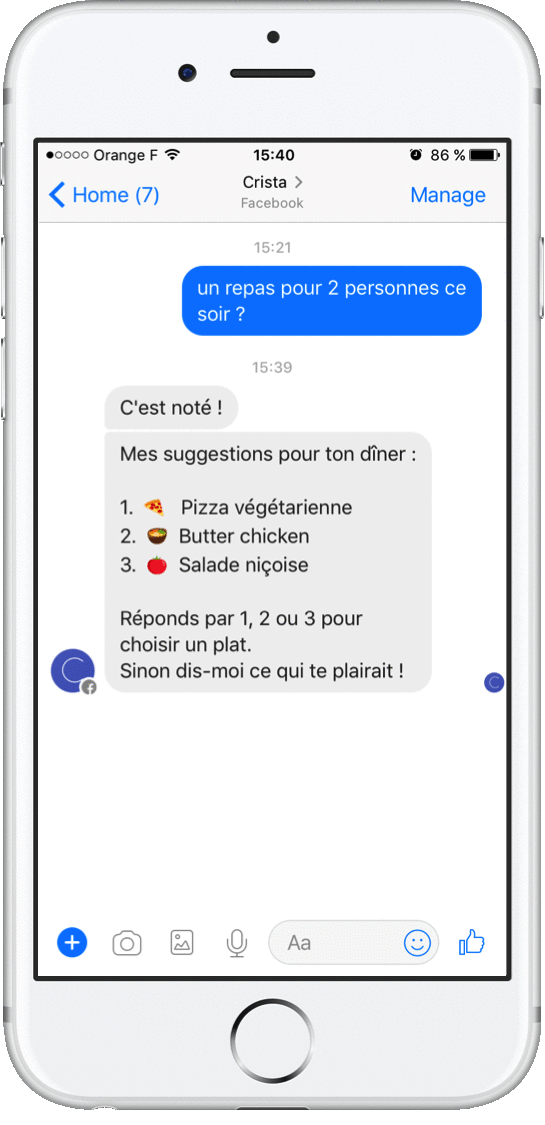 Orange F 15:40 86 %
Home (7) Crista Manage
Facebook
15:21
un repas pour 2 personnes ce
soir ?
15:39
C'est noté !
Mes suggestions pour ton dîner :
1. 🍕 Pizza végétarienne
2. 🍲 Butter chicken
3. 🍅 Salade niçoise
Réponds par 1, 2 ou 3 pour
choisir un plat.
Sinon dis-moi ce qui te plairait !
C
C
Aa